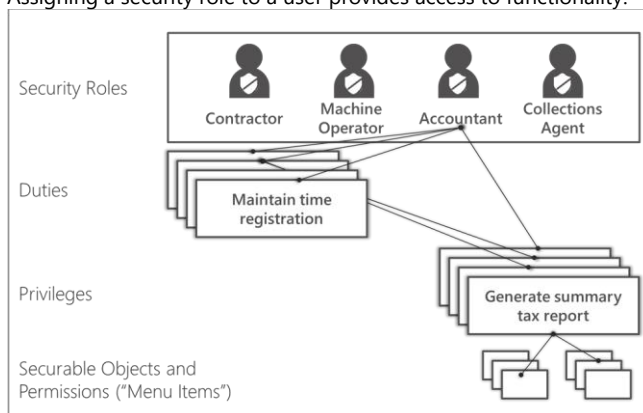 Assigning a security role to a user provides access to functionality.
Security Roles
Contractor
Machine
Operator
Accountant
Collections
Agent
Duties
Maintain time
registration
Privileges
Generate summary
tax report
Securable Objects and
Permissions ("Menu Items")